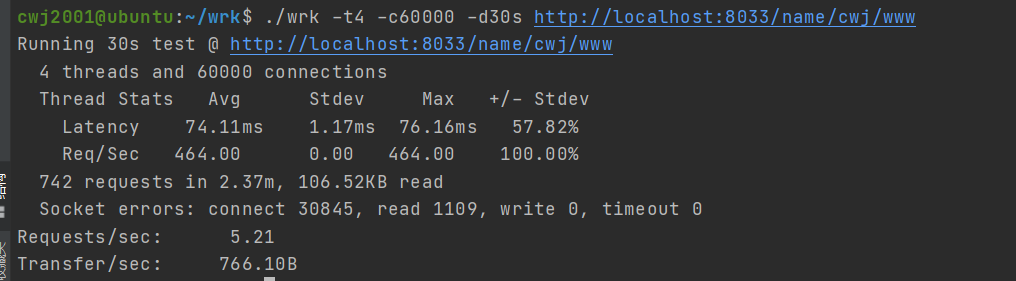 cwj2001@ubuntu:~/wrk$ ./wrk -t4 -c60000 -d30s http://localhost:8033/name/cwj/www
Running 30s test @ http://localhost:8033/name/cwj/www
  4 threads and 60000 connections
  Thread Stats   Avg      Stdev     Max   +/- Stdev
    Latency    74.11ms    1.17ms  76.16ms   57.82%
    Req/Sec   464.00      0.00   464.00    100.00%
  742 requests in 2.37m, 106.52KB read
  Socket errors: connect 30845, read 1109, write 0, timeout 0
Requests/sec:      5.21
Transfer/sec:     766.10B